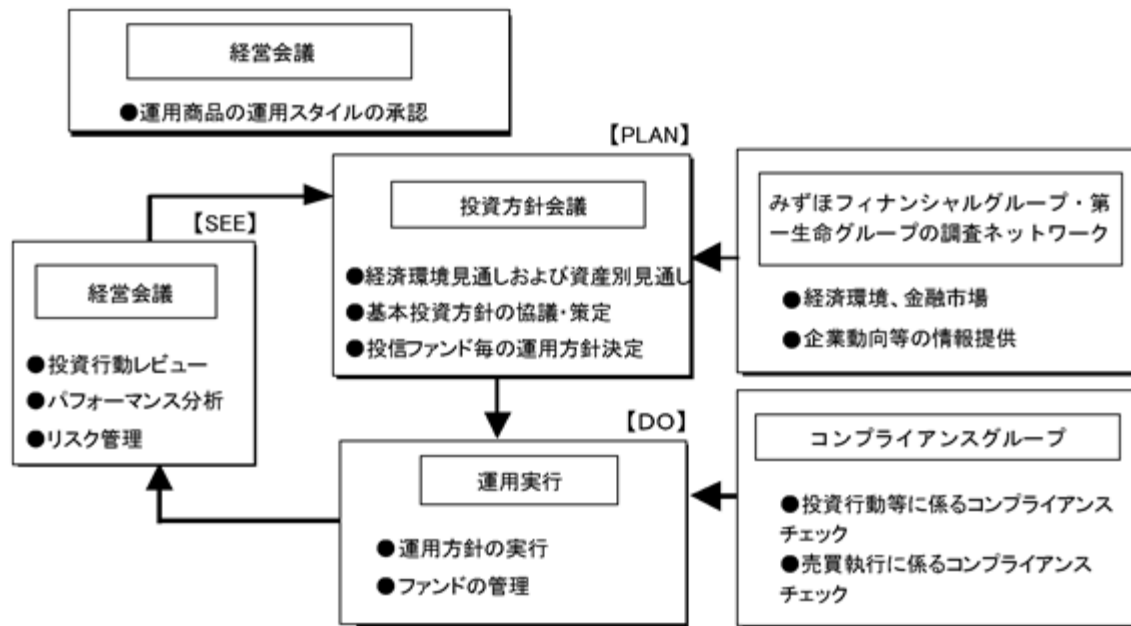 経営会議
●運用商品の運用スタイルの承認
【PLAN】
投資方針会議
●経済環境見通しおよび資産別見通し
●基本投資方針の協議・策定
●投信ファンド毎の運用方針決定
みずほフィナンシャルグループ・第
一生命グループの調査ネットワーク
●経済環境、金融市場
●企業動向等の情報提供
【SEE】
経営会議
●投資行動レビュー
●パフォーマンス分析
●リスク管理
【DO】
運用実行
●運用方針の実行
●ファンドの管理
コンプライアンスグループ
●投資行動等に係るコンプライアンス
チェック
●売買執行に係るコンプライアンス
チェック